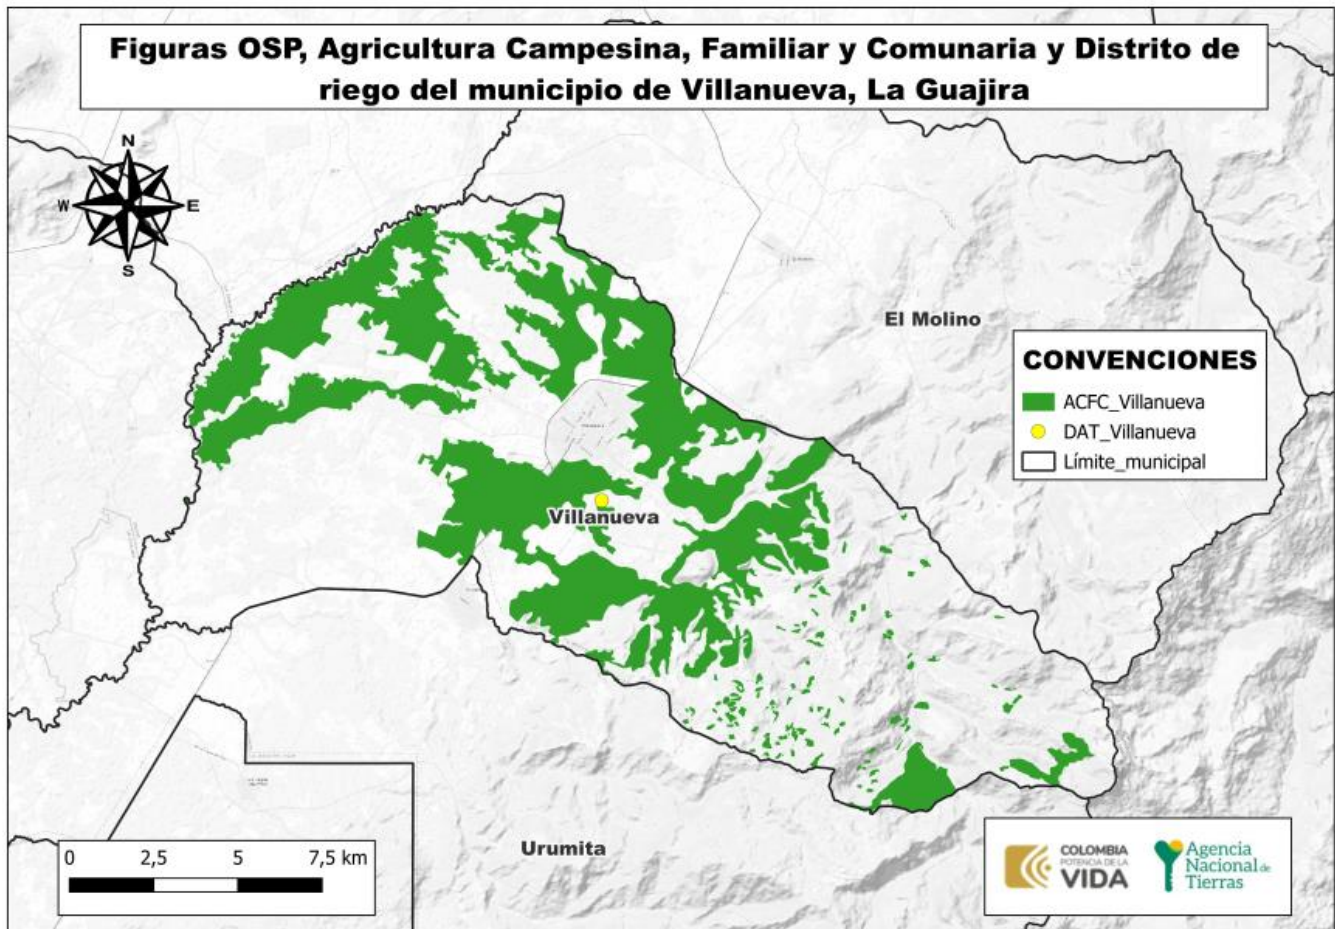 Figuras OSP, Agricultura Campesina, Familiar y Comunaria y Distrito de
riego del municipio de Villanueva, La Guajira
N
W
E
S
El Molino
CONVENCIONES
ACFC_Villanueva
DAT_Villanueva
Límite_municipal
Villanueva
Urumita
0 2,5 5 7,5 km
COLOMBIA
POTENCIA DE LA
VIDA
Agencia
Nacional de
Tierras